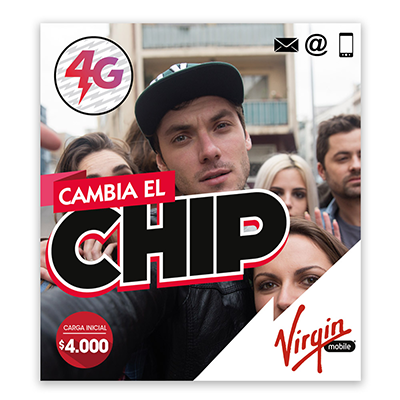 4G
@
CAMBIA EL
CHIP
CARGA INICIAL
$4.000
Virgin
mobile